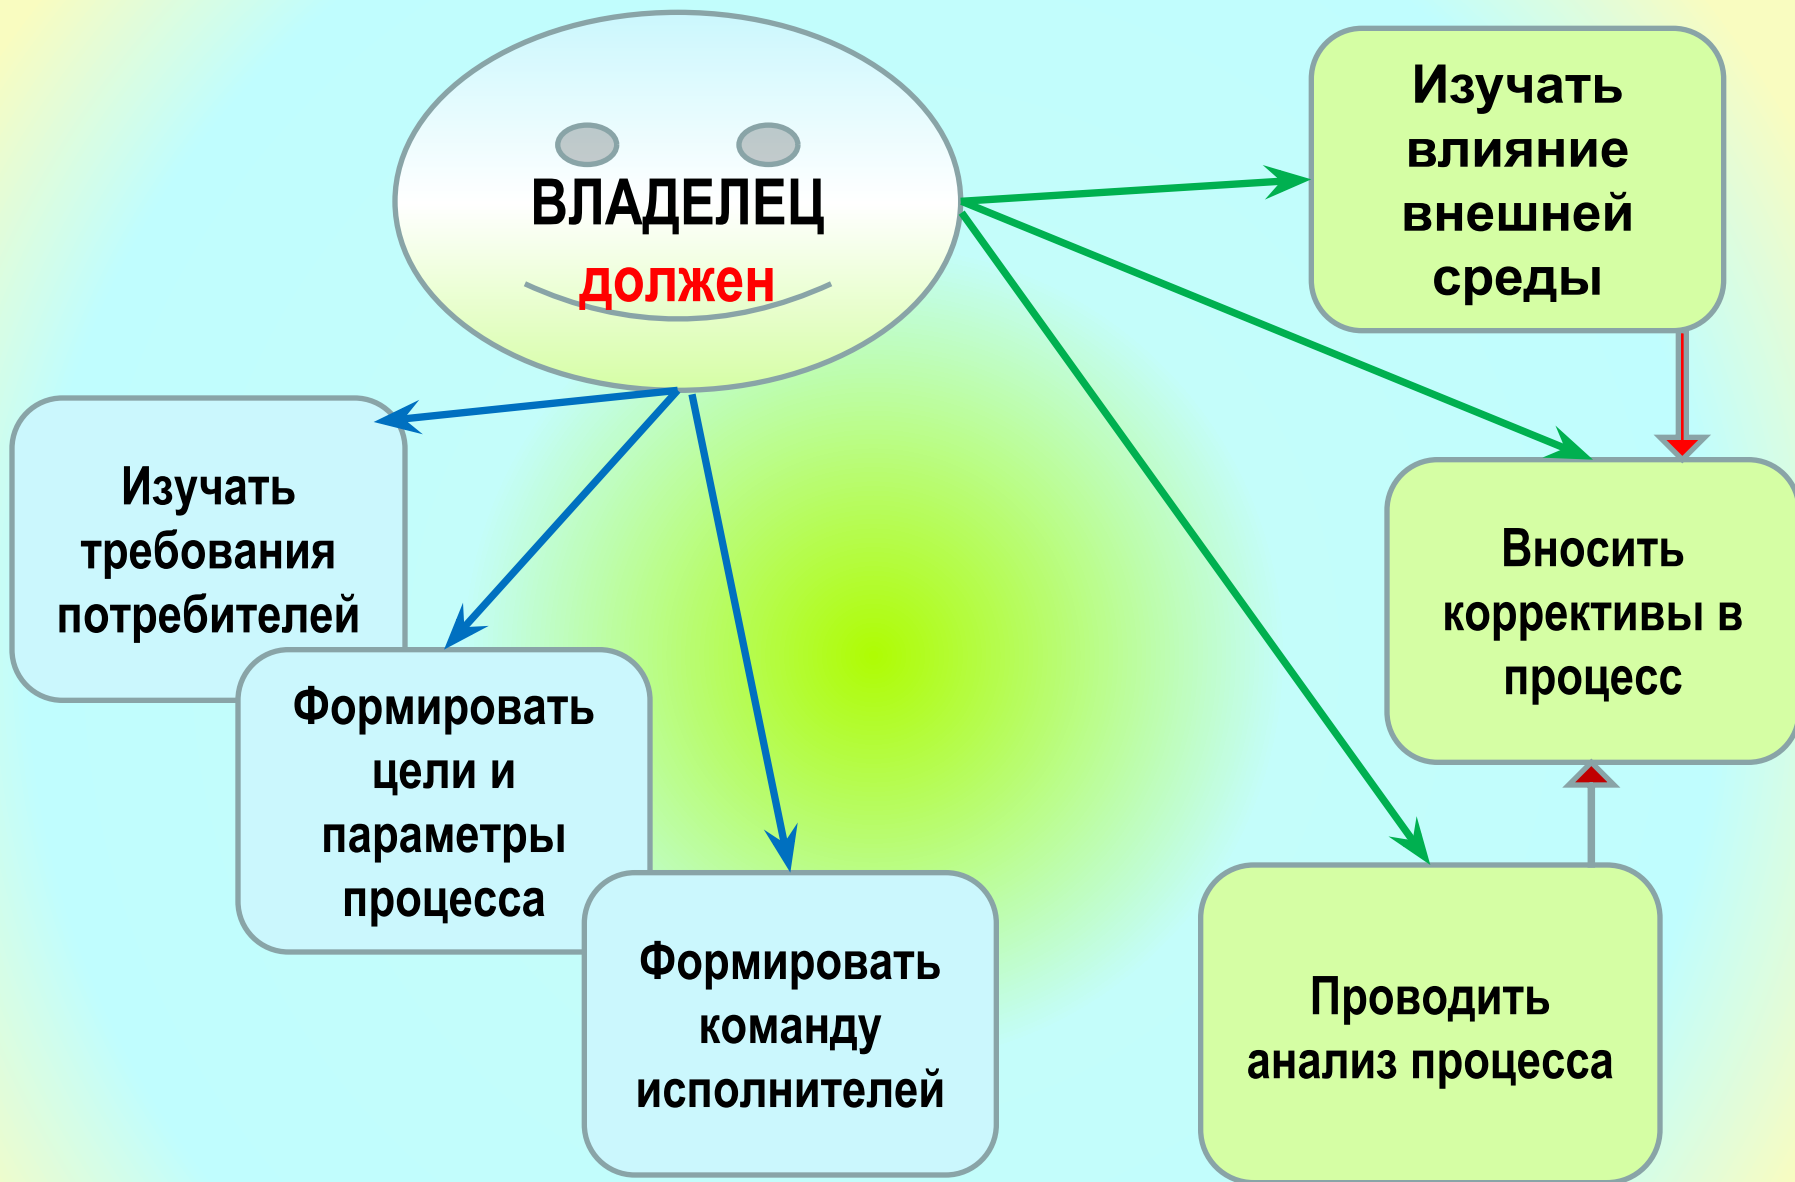 ВЛАДЕЛЕЦ
должен
Изучать
влияние
внешней
среды
Изучать
требования
потребителей
Формировать
цели и
параметры
процесса
Формировать
команду
исполнителей
Вносить
коррективы в
процесс
Проводить
анализ процесса